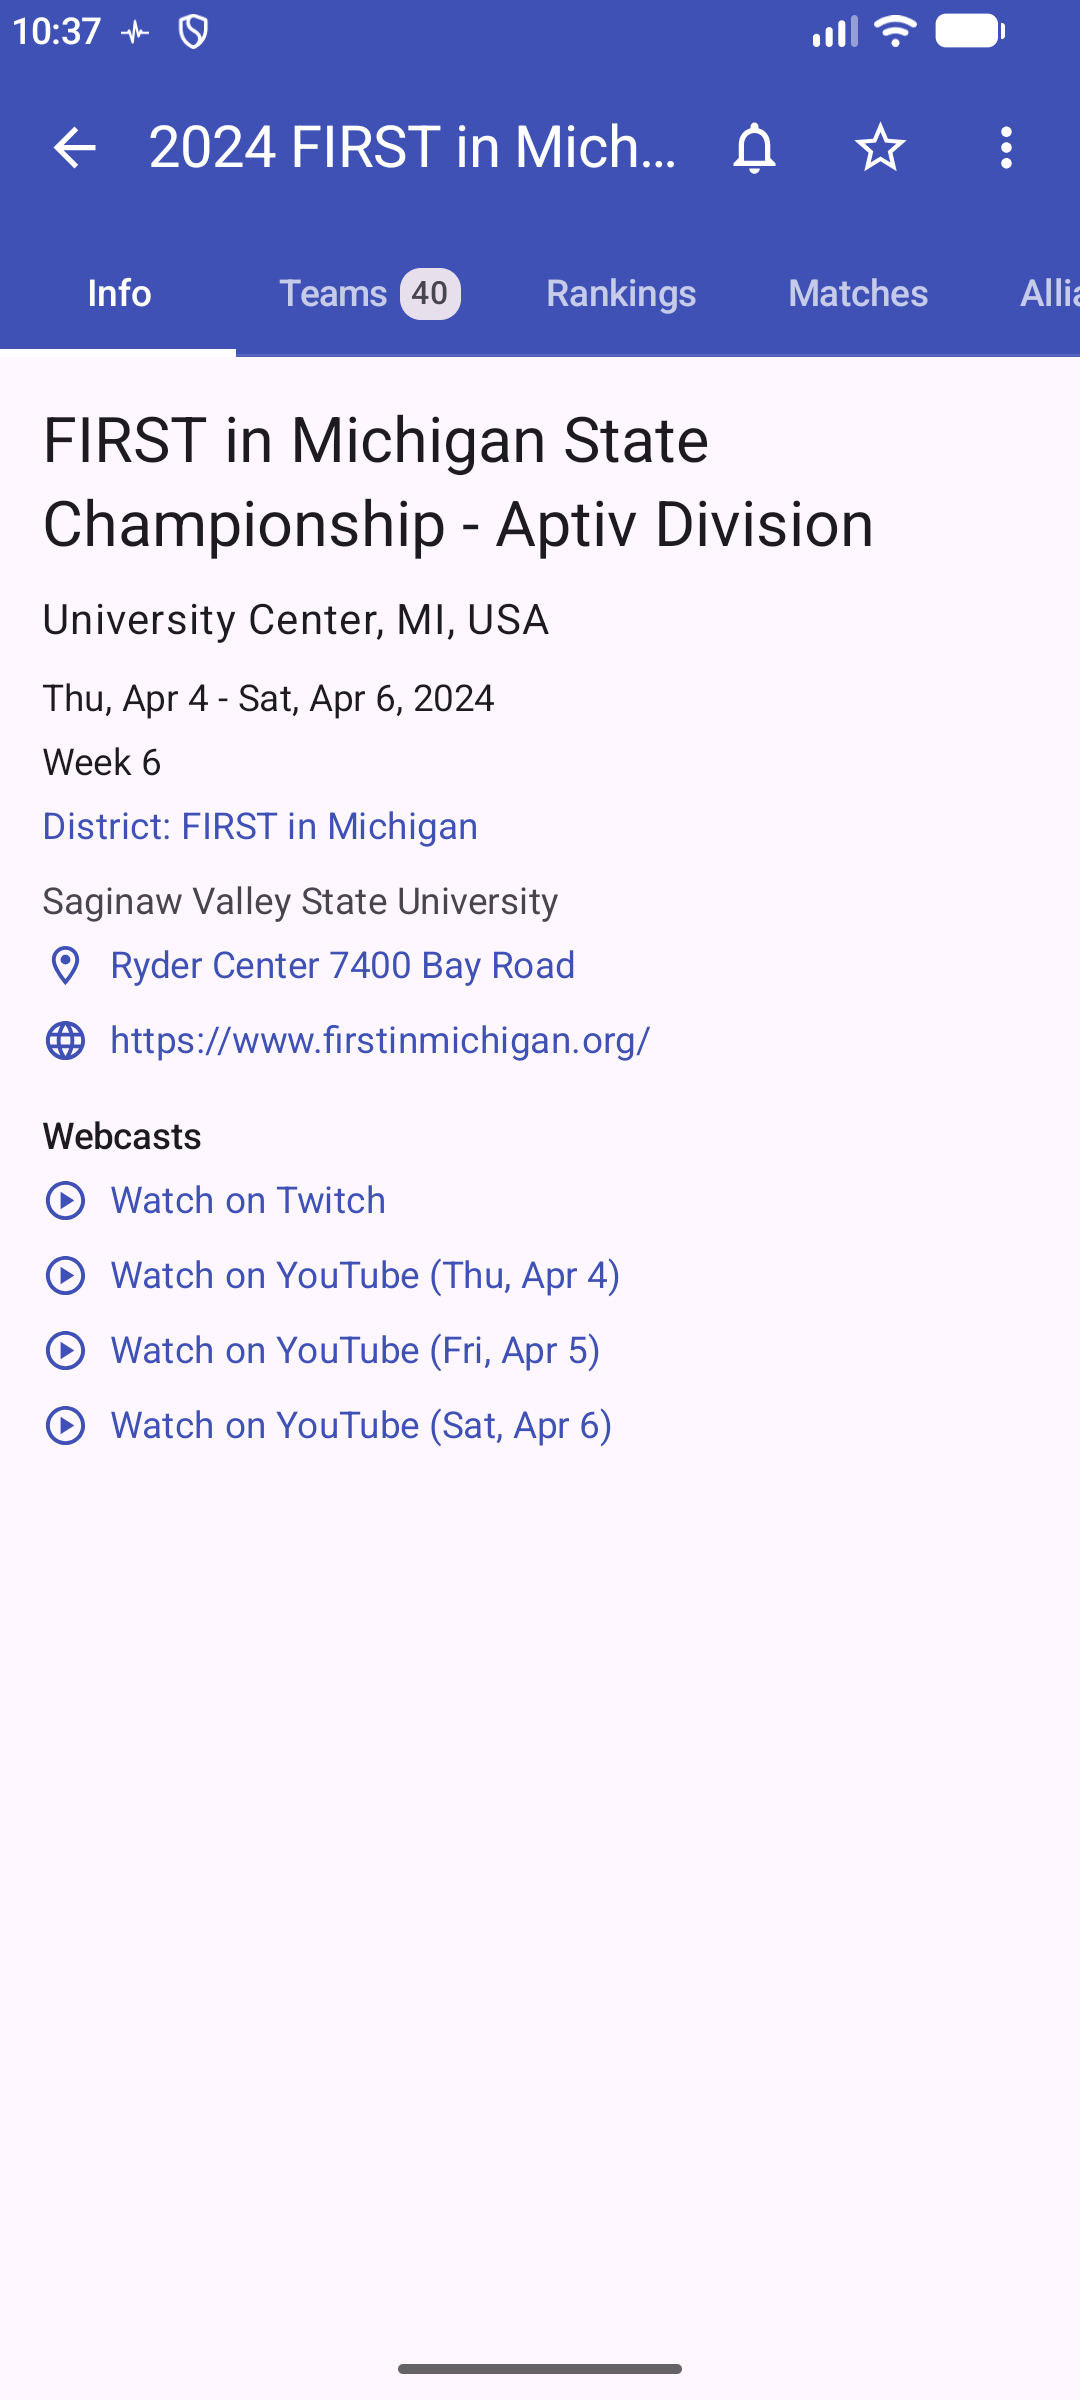 10:37
2024 FIRST in Mich...
Info
Teams 40
Rankings
Matches
Allia
FIRST in Michigan State
Championship - Aptiv Division
University Center, MI, USA
Thu, Apr 4 - Sat, Apr 6, 2024
Week 6
District: FIRST in Michigan
Saginaw Valley State University
Ryder Center 7400 Bay Road
https://www.firstinmichigan.org/
Webcasts
Watch on Twitch
Watch on YouTube (Thu, Apr 4)
Watch on YouTube (Fri, Apr 5)
Watch on YouTube (Sat, Apr 6)